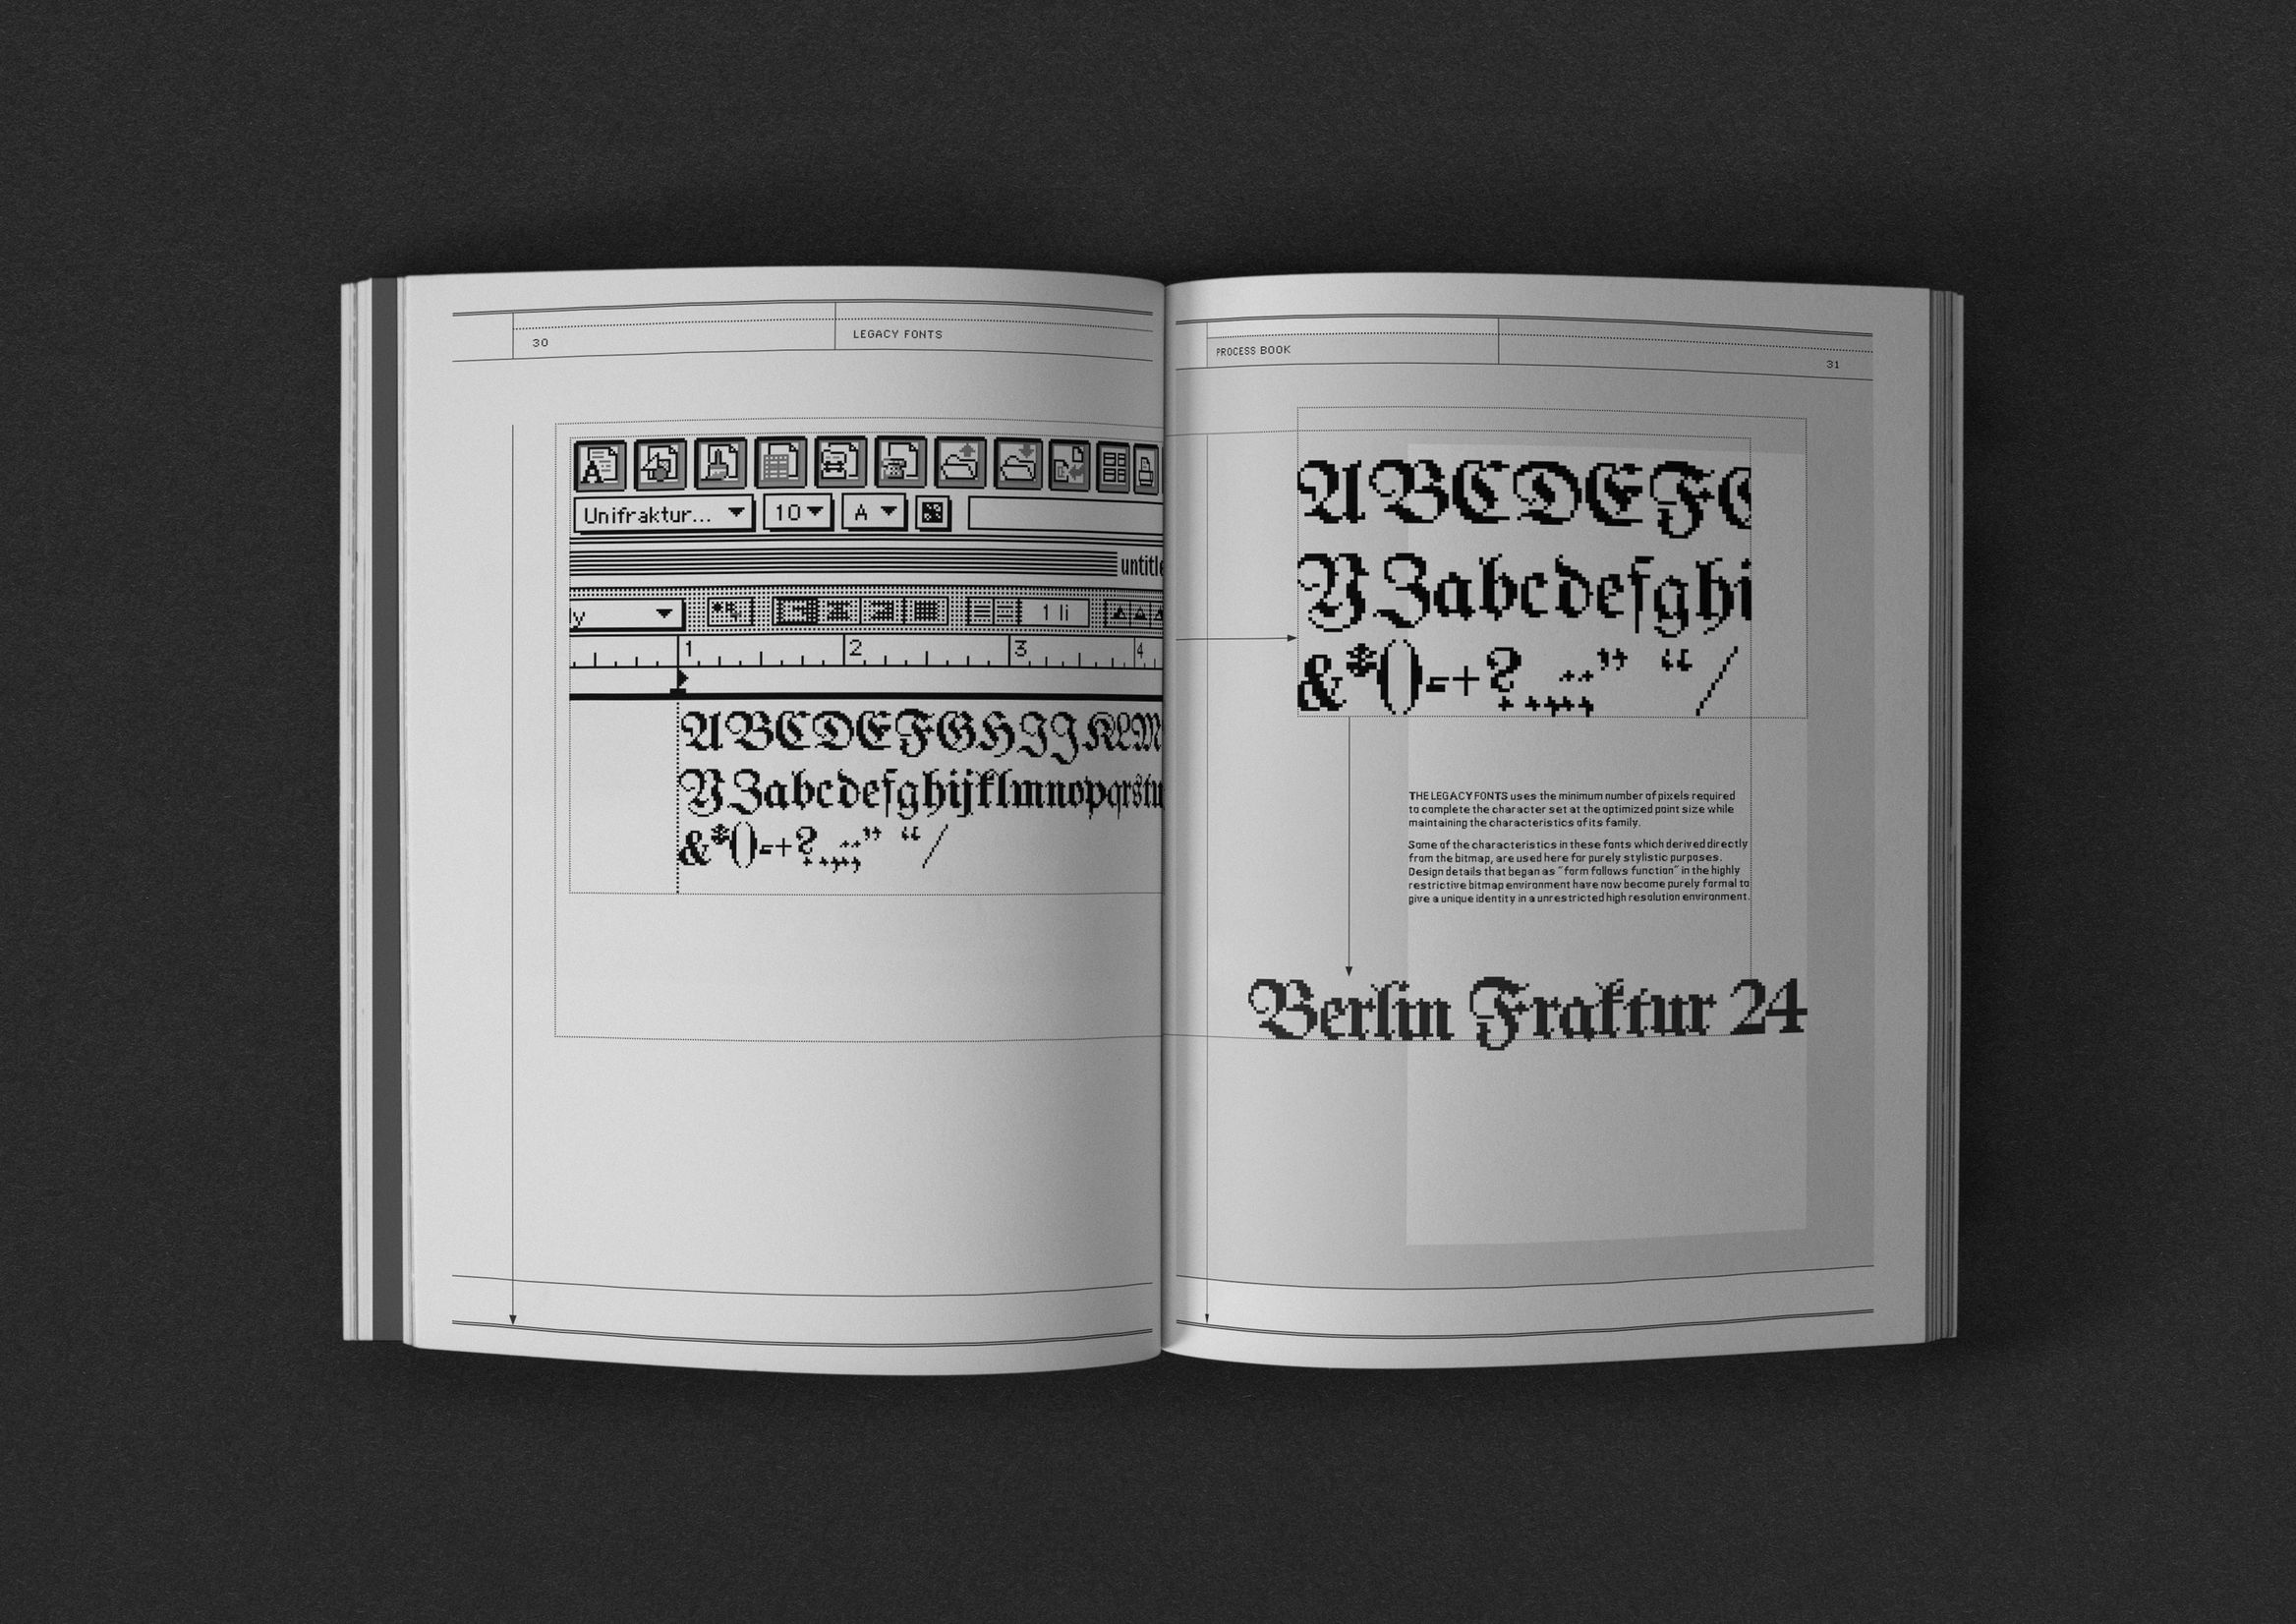 30
LEGACY FONTS
Unifraktur...
10
A
untitle
ly
1 li
1 2 3 4
ABCDEFGHIJKLM
YZabcdefghijklmnopqrstu
&*()-+?.,:;” “/
PROCESS BOOK
31
ABCDEFG
YZabcdefghi
&*()-+?.,:;” “/
THE LEGACY FONTS uses the minimum number of pixels required
to complete the character set at the optimized point size while
maintaining the characteristics of its family.
Some of the characteristics in these fonts which derived directly
from the bitmap, are used here for purely stylistic purposes.
Design details that began as "form follows function" in the highly
restrictive bitmap environment have now become purely formal to
give a unique identity in a unrestricted high resolution environment.
Berlin Fraktur 24